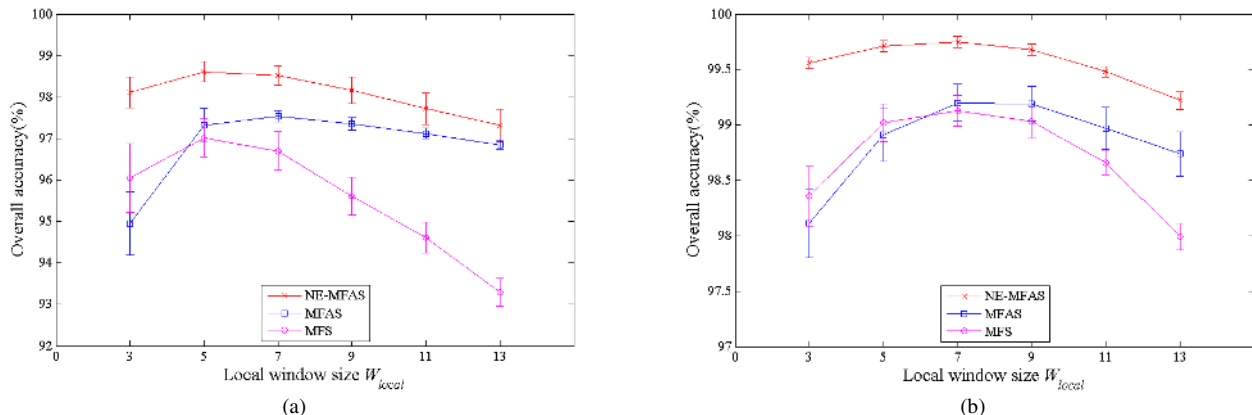 100
99
98
97
96
95
94
93
92
Overall accuracy(%)
0 3 5 7 9 11 13
Local window size W_local
NE-MFAS
MFAS
MFS
(a)
100
99.5
99
98.5
98
97.5
97
Overall accuracy(%)
0 3 5 7 9 11 13
Local window size W_local
NE-MFAS
MFAS
MFS
(b)